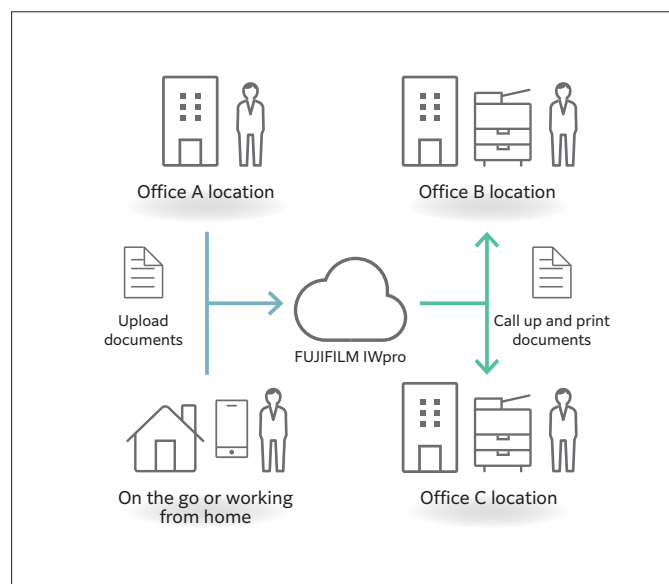 Office A location
Office B location
Upload
documents
FUJIFILM IWpro
Call up and print
documents
On the go or working
from home
Office C location